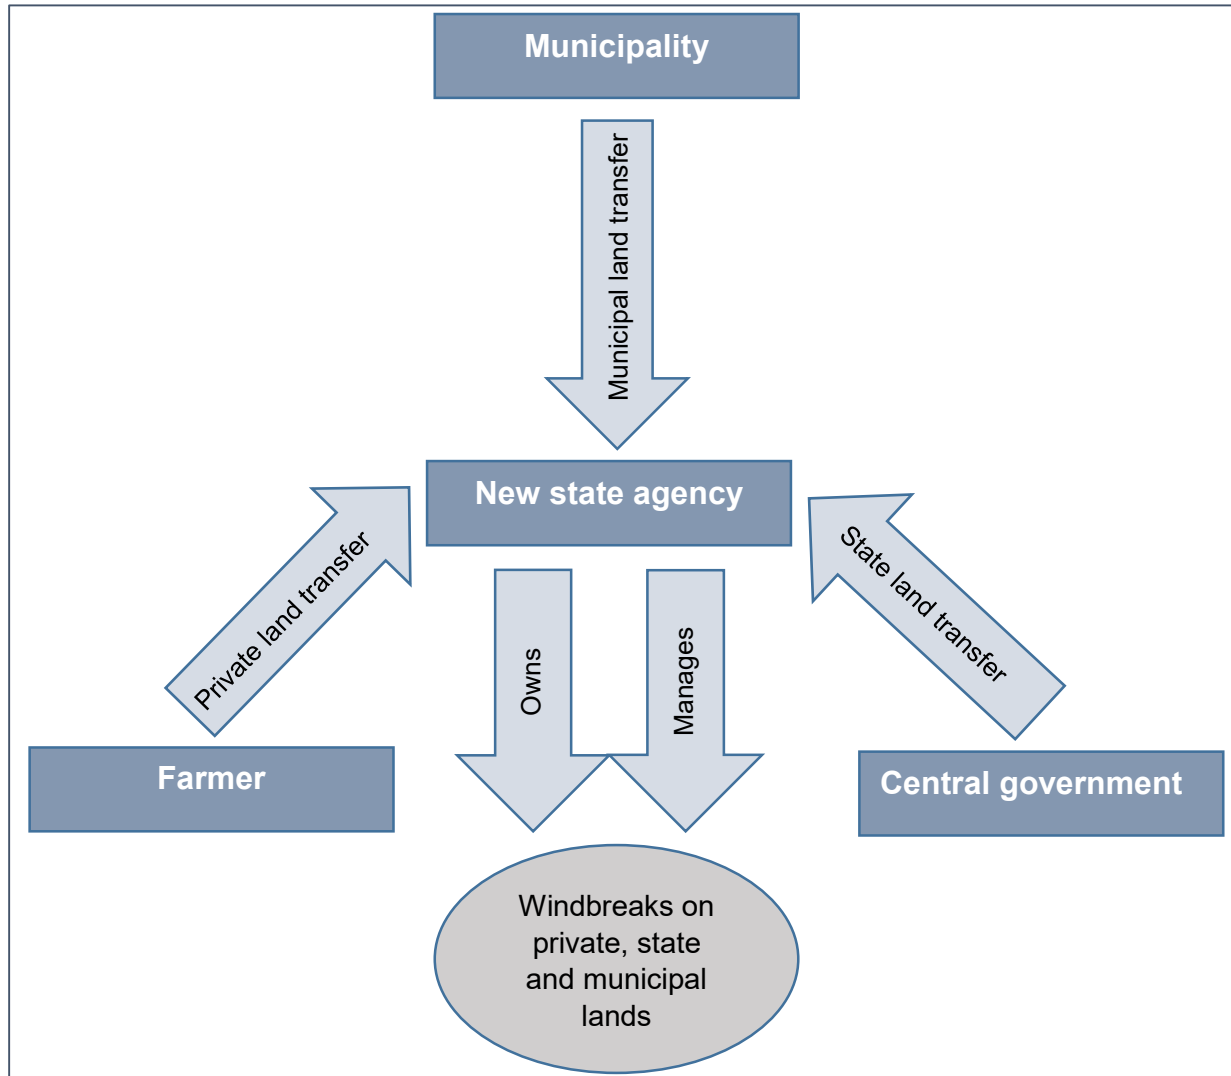 Municipality
Municipal land transfer
New state agency
Private land transfer
State land transfer
Owns
Manages
Farmer
Central government
Windbreaks on
private, state
and municipal
lands